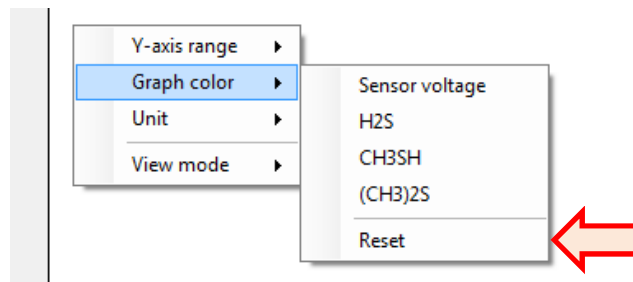 Y-axis range
Graph color
Unit
View mode
Sensor voltage
H2S
CH3SH
(CH3)2S
Reset